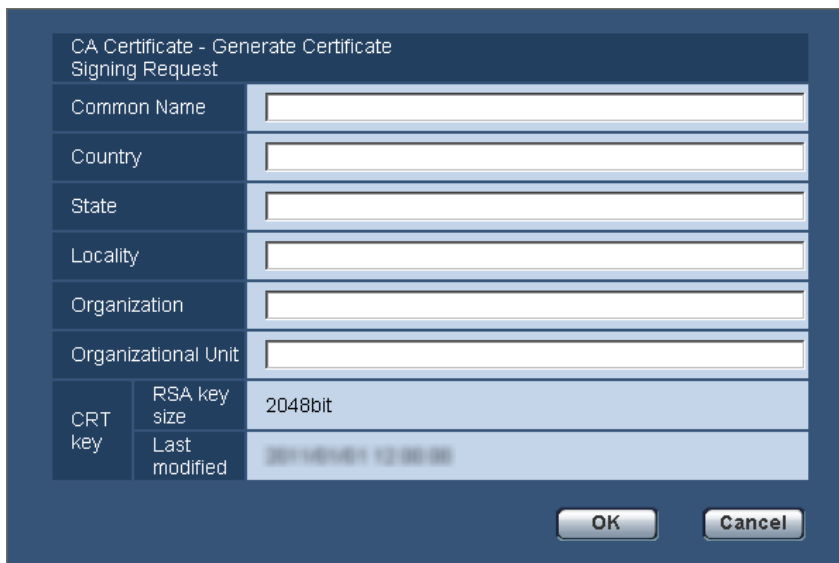 CA Certificate - Generate Certificate
Signing Request
Common Name
Country
State
Locality
Organization
Organizational Unit
CRT
key
RSA key
size
2048bit
Last
modified
OK
Cancel